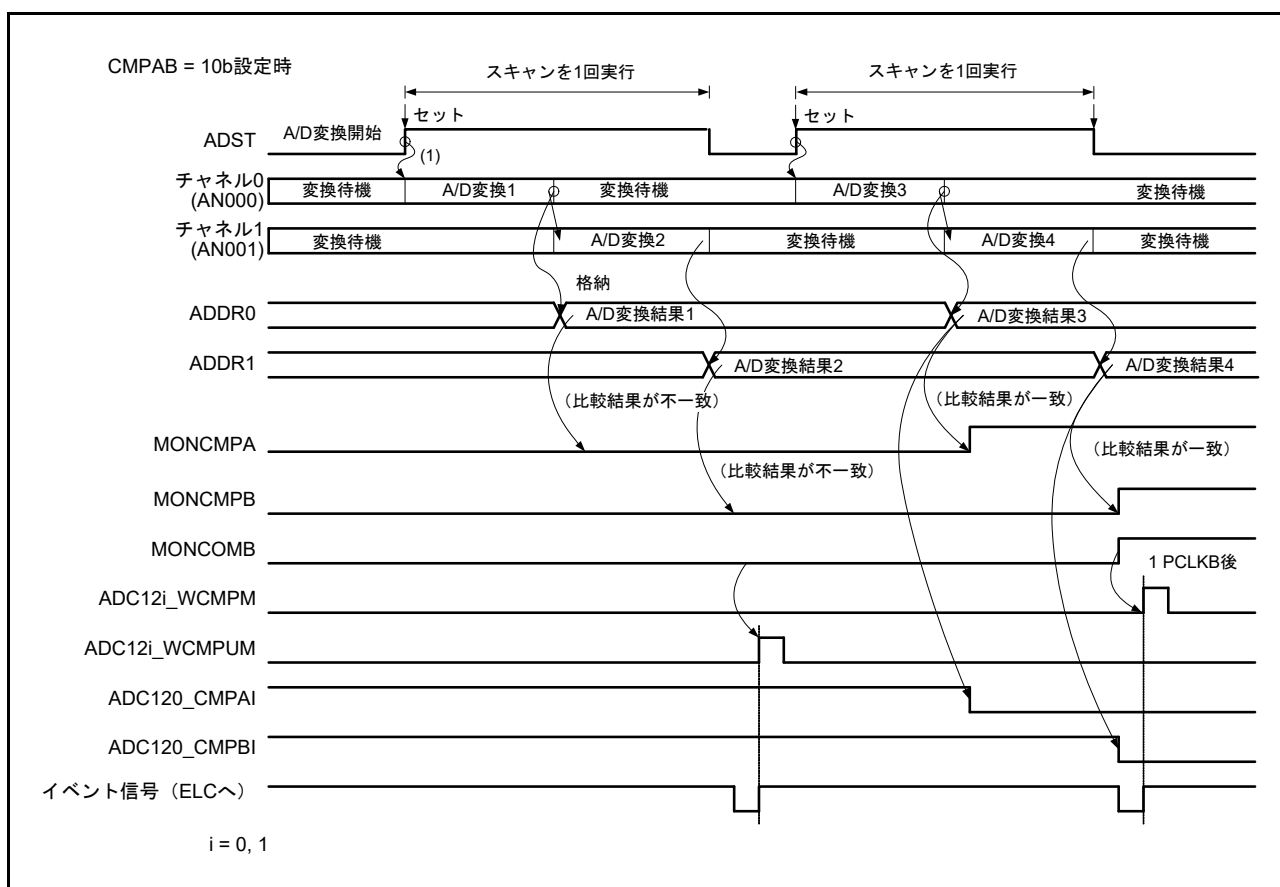 CMPAB = 10b設定時
スキャンを1回実行
スキャンを1回実行
セット
セット
ADST
A/D変換開始
(1)
チャネル0
(AN000)
変換待機
A/D変換1
変換待機
A/D変換3
変換待機
チャネル1
(AN001)
変換待機
A/D変換2
変換待機
A/D変換4
変換待機
格納
ADDR0
A/D変換結果1
A/D変換結果3
ADDR1
A/D変換結果2
A/D変換結果4
(比較結果が不一致)
(比較結果が一致)
MONCMPA
(比較結果が不一致)
(比較結果が一致)
MONCMPB
MONCOMB
1 PCLKB後
ADC12i_WCMPM
ADC12i_WCMPUM
ADC120_CMPAI
ADC120_CMPBI
イベント信号(ELCへ)
i = 0, 1